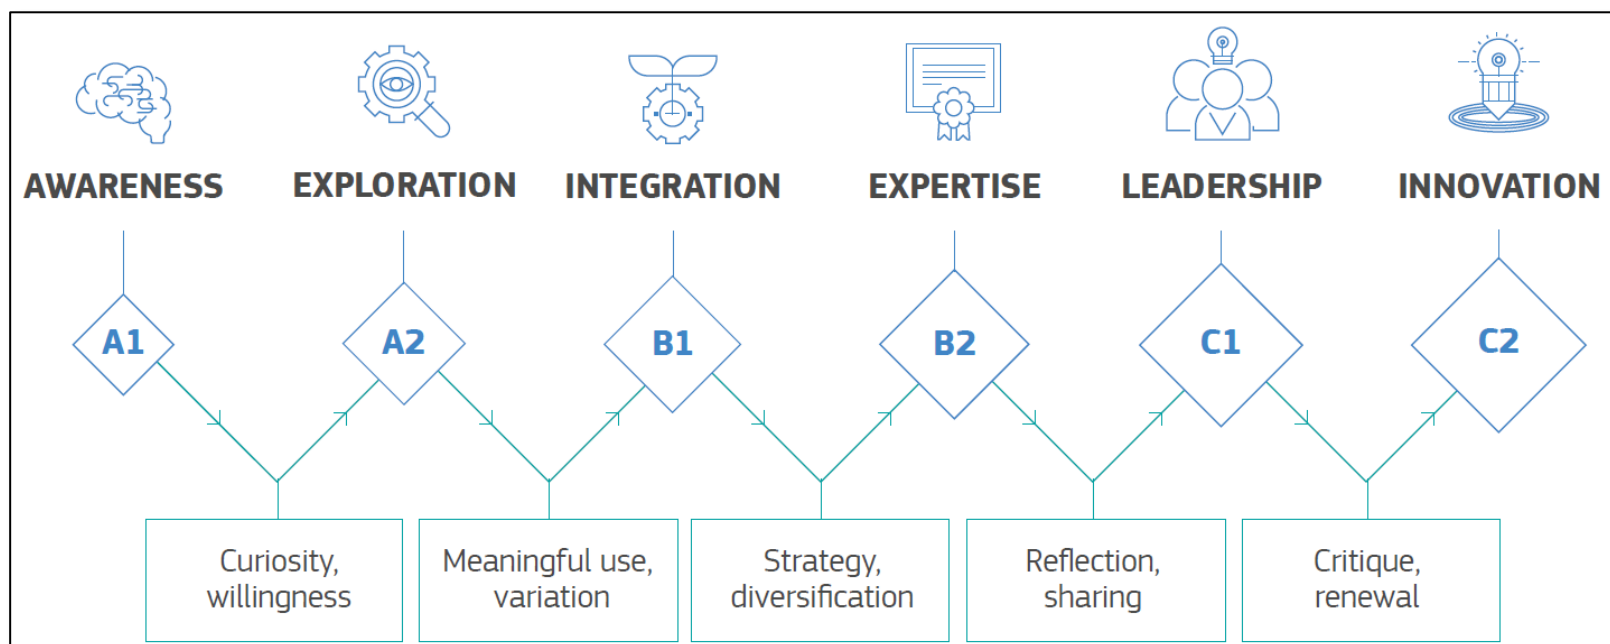 AWARENESS
EXPLORATION
INTEGRATION
EXPERTISE
LEADERSHIP
INNOVATION
A1
A2
B1
B2
C1
C2
Curiosity,
willingness
Meaningful use,
variation
Strategy,
diversification
Reflection,
sharing
Critique,
renewal